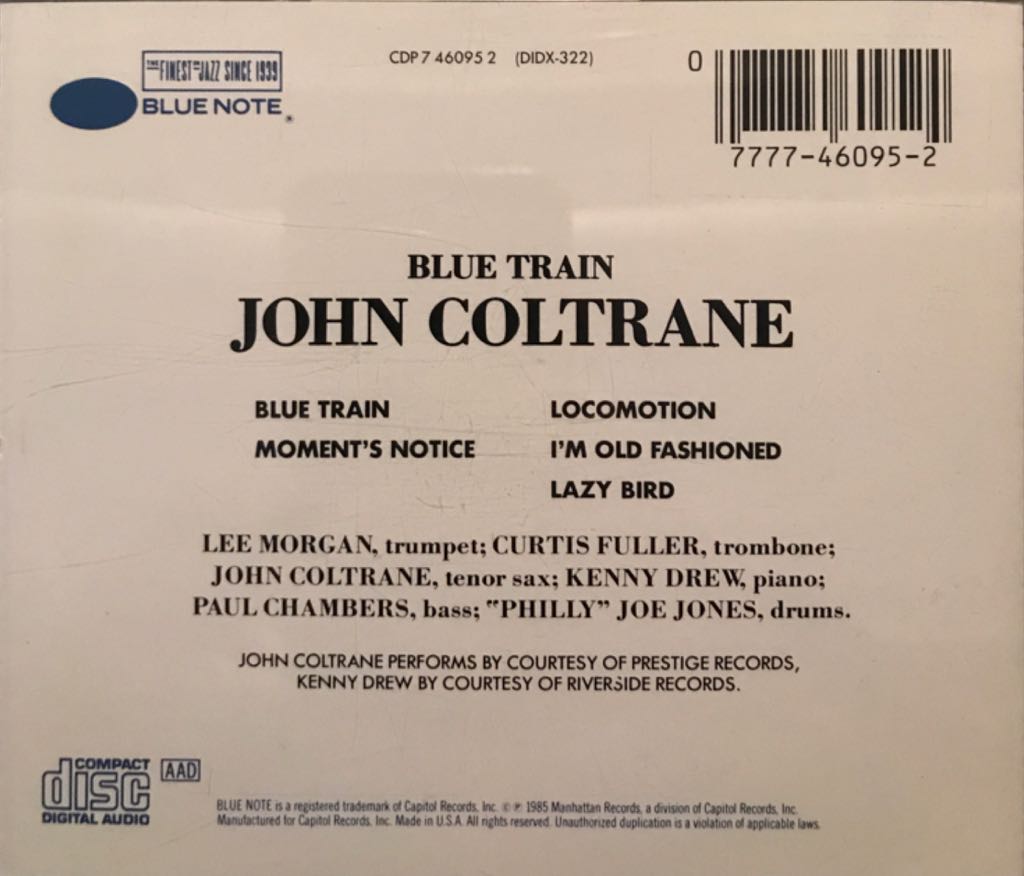 THE FINEST IN JAZZ SINCE 1939
BLUE NOTE®
CDP 7 46095 2 (DIDX-322)
0
7777-46095-2
BLUE TRAIN
JOHN COLTRANE
BLUE TRAIN
MOMENT'S NOTICE
LOCOMOTION
I'M OLD FASHIONED
LAZY BIRD
LEE MORGAN, trumpet; CURTIS FULLER, trombone;
JOHN COLTRANE, tenor sax; KENNY DREW, piano;
PAUL CHAMBERS, bass; "PHILLY" JOE JONES, drums.
JOHN COLTRANE PERFORMS BY COURTESY OF PRESTIGE RECORDS,
KENNY DREW BY COURTESY OF RIVERSIDE RECORDS.
COMPACT
disc
DIGITAL AUDIO
AAD
BLUE NOTE is a registered trademark of Capitol Records, Inc. © ℗ 1985 Manhattan Records, a division of Capitol Records, Inc.
Manufactured for Capitol Records, Inc. Made in U.S.A. All rights reserved. Unauthorized duplication is a violation of applicable laws.